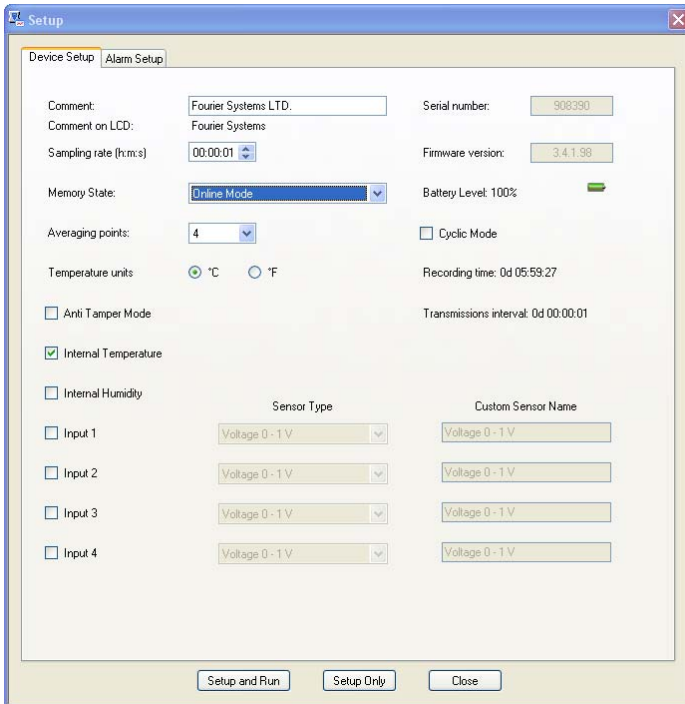 Setup
Device Setup Alarm Setup
Comment: Fourier Systems LTD. Serial number: 908390
Comment on LCD: Fourier Systems
Sampling rate (h:m:s) 00:00:01 Firmware version: 3.4.1.98
Memory State: Online Mode Battery Level: 100%
Averaging points: 4 Cyclic Mode
Temperature units °C °F Recording time: 0d 05:59:27
Anti Tamper Mode Transmissions interval: 0d 00:00:01
Internal Temperature
Internal Humidity
Sensor Type Custom Sensor Name
Input 1 Voltage 0 - 1 V Voltage 0 - 1 V
Input 2 Voltage 0 - 1 V Voltage 0 - 1 V
Input 3 Voltage 0 - 1 V Voltage 0 - 1 V
Input 4 Voltage 0 - 1 V Voltage 0 - 1 V
Setup and Run Setup Only Close